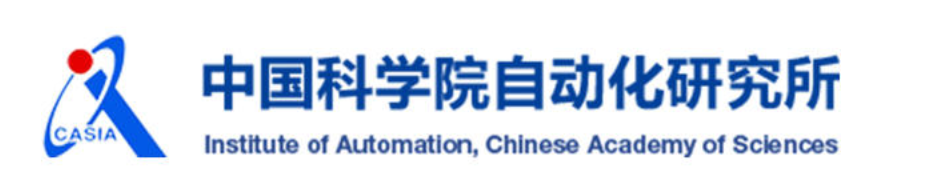 CASIA
中国科学院自动化研究所
Institute of Automation, Chinese Academy of Sciences